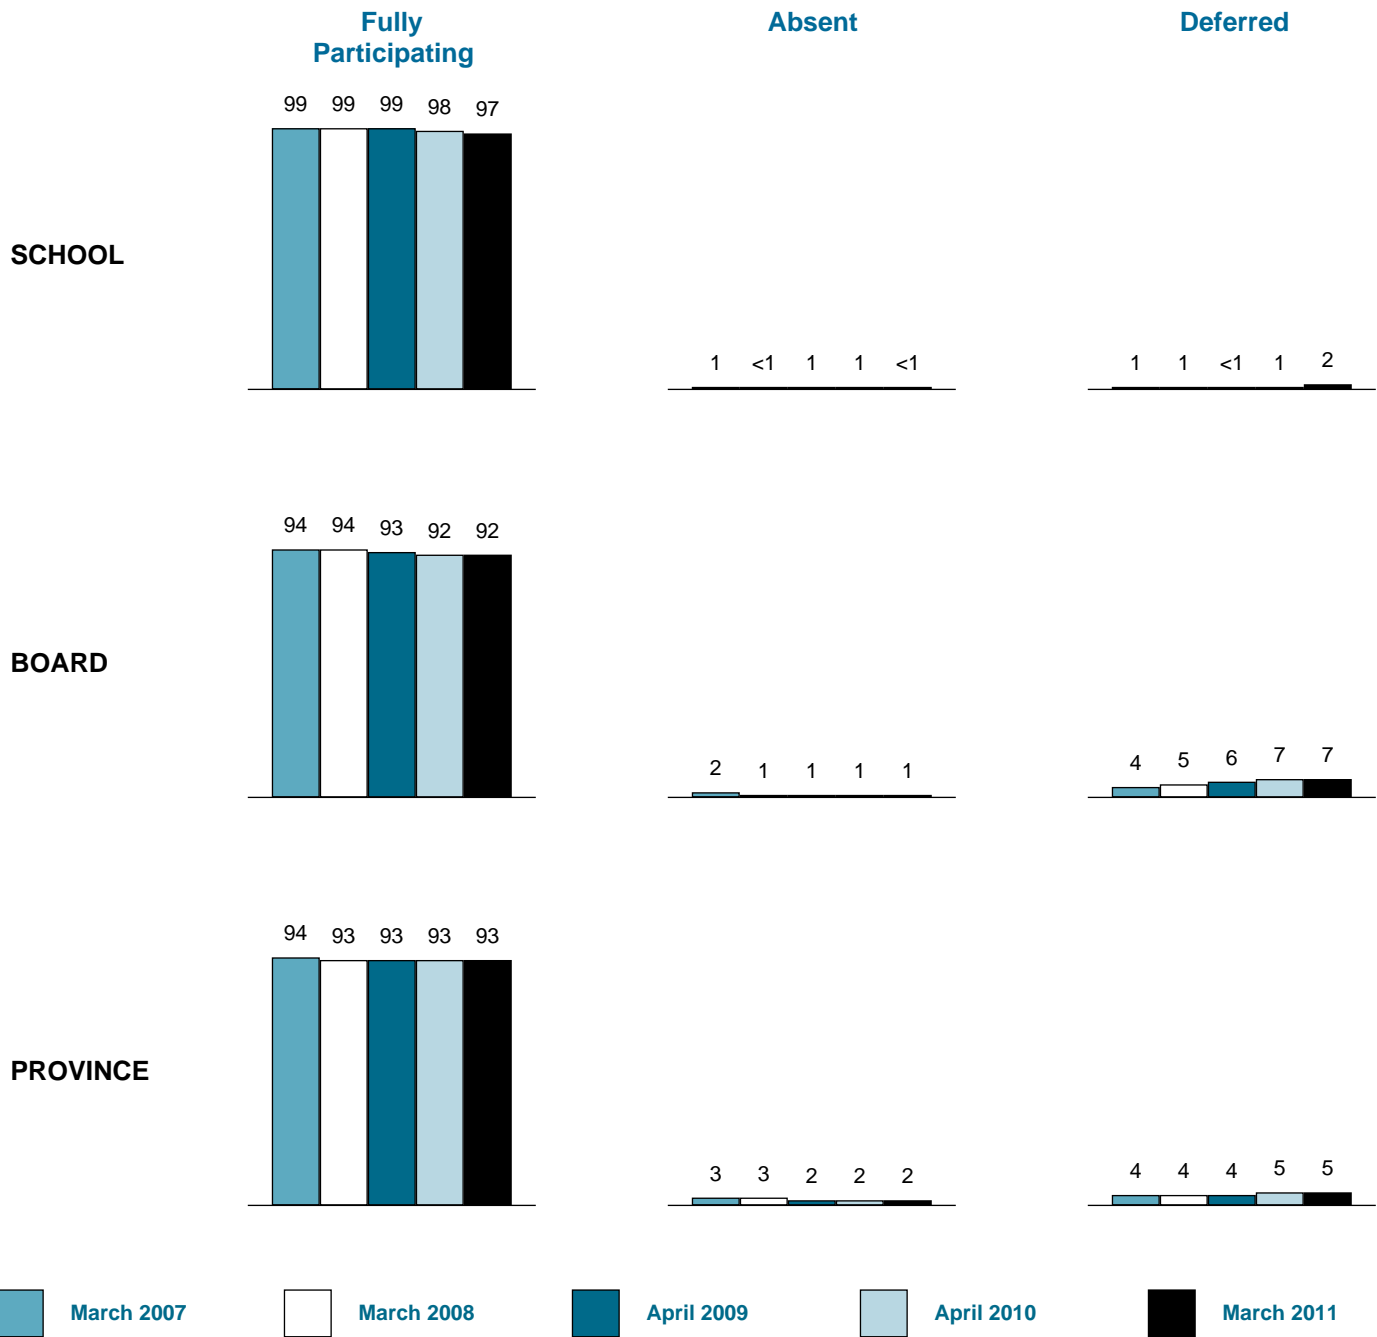 Fully
Participating
Absent
Deferred
99 99 99 98 97
SCHOOL
1 <1 1 1 <1
1 1 <1 1 2
94 94 93 92 92
BOARD
2 1 1 1 1
4 5 6 7 7
94 93 93 93 93
PROVINCE
3 3 2 2 2
4 4 4 5 5
March 2007
March 2008
April 2009
April 2010
March 2011